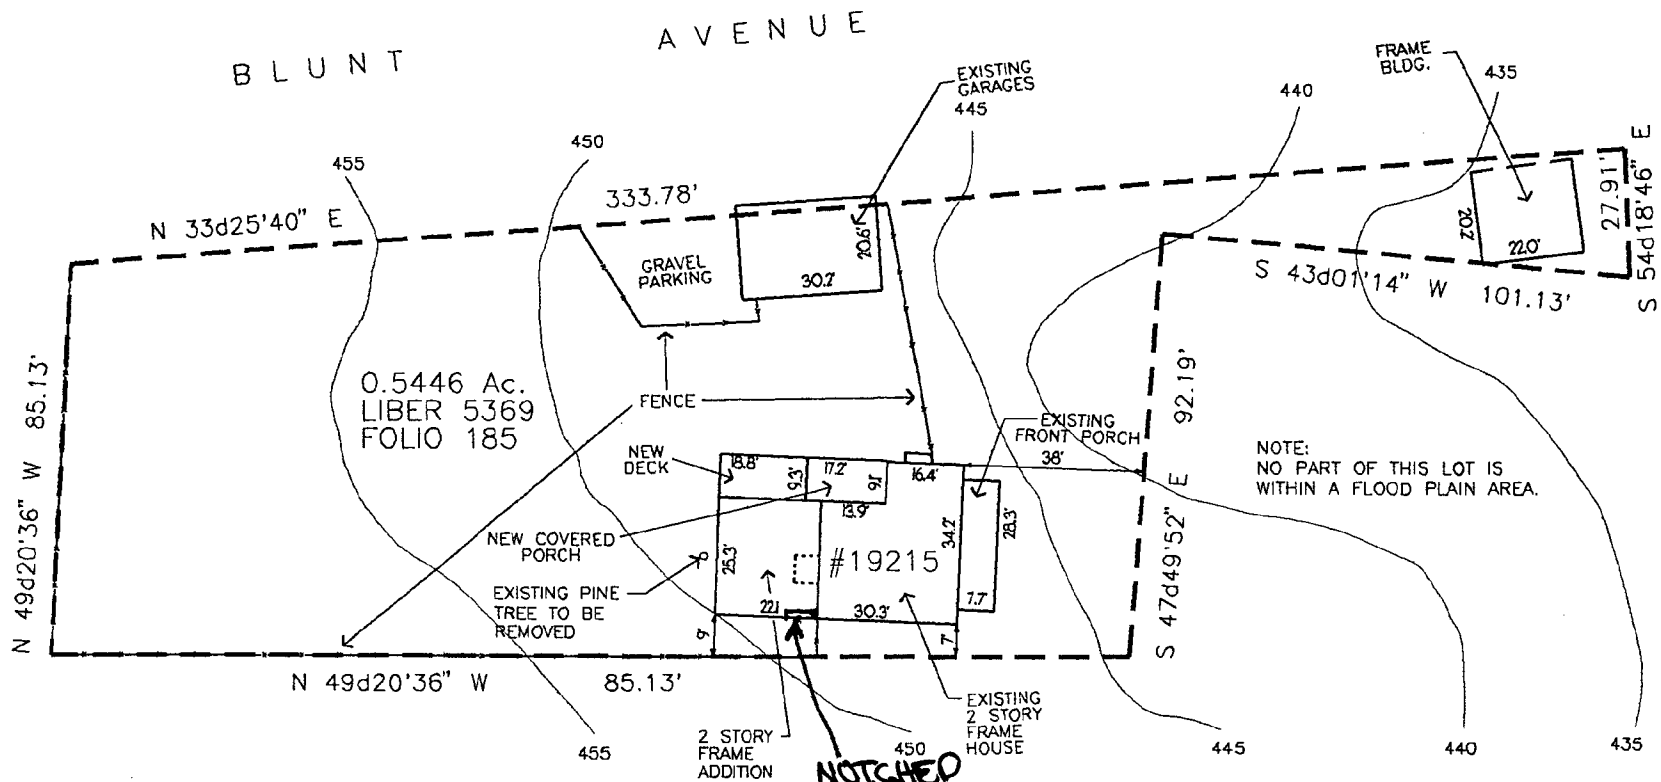 BLUNT AVENUE
FRAME
BLDG.
EXISTING
GARAGES
455
450
445
440
435
N 33d25'40" E
333.78'
27.91'
S 54d18'46" E
20.2'
22.0'
S 43d01'14" W
101.13'
GRAVEL
PARKING
20.6'
30.2'
N 49d20'36" W
85.13'
0.5446 Ac.
LIBER 5369
FOLIO 185
FENCE
92.19'
S 47d49'52" E
EXISTING
FRONT PORCH
38'
NOTE:
NO PART OF THIS LOT IS
WITHIN A FLOOD PLAIN AREA.
NEW
DECK
18.8'
9.3'
17.2'
9.1'
16.4'
13.9'
NEW COVERED
PORCH
25.3'
#19215
34.2'
28.3'
EXISTING PINE
TREE TO BE
REMOVED
22.1'
30.3'
7.7'
9'
7'
N 49d20'36" W
85.13'
2 STORY
FRAME
ADDITION
NOTCHED
EXISTING
2 STORY
FRAME
HOUSE
455
450
445
440
435